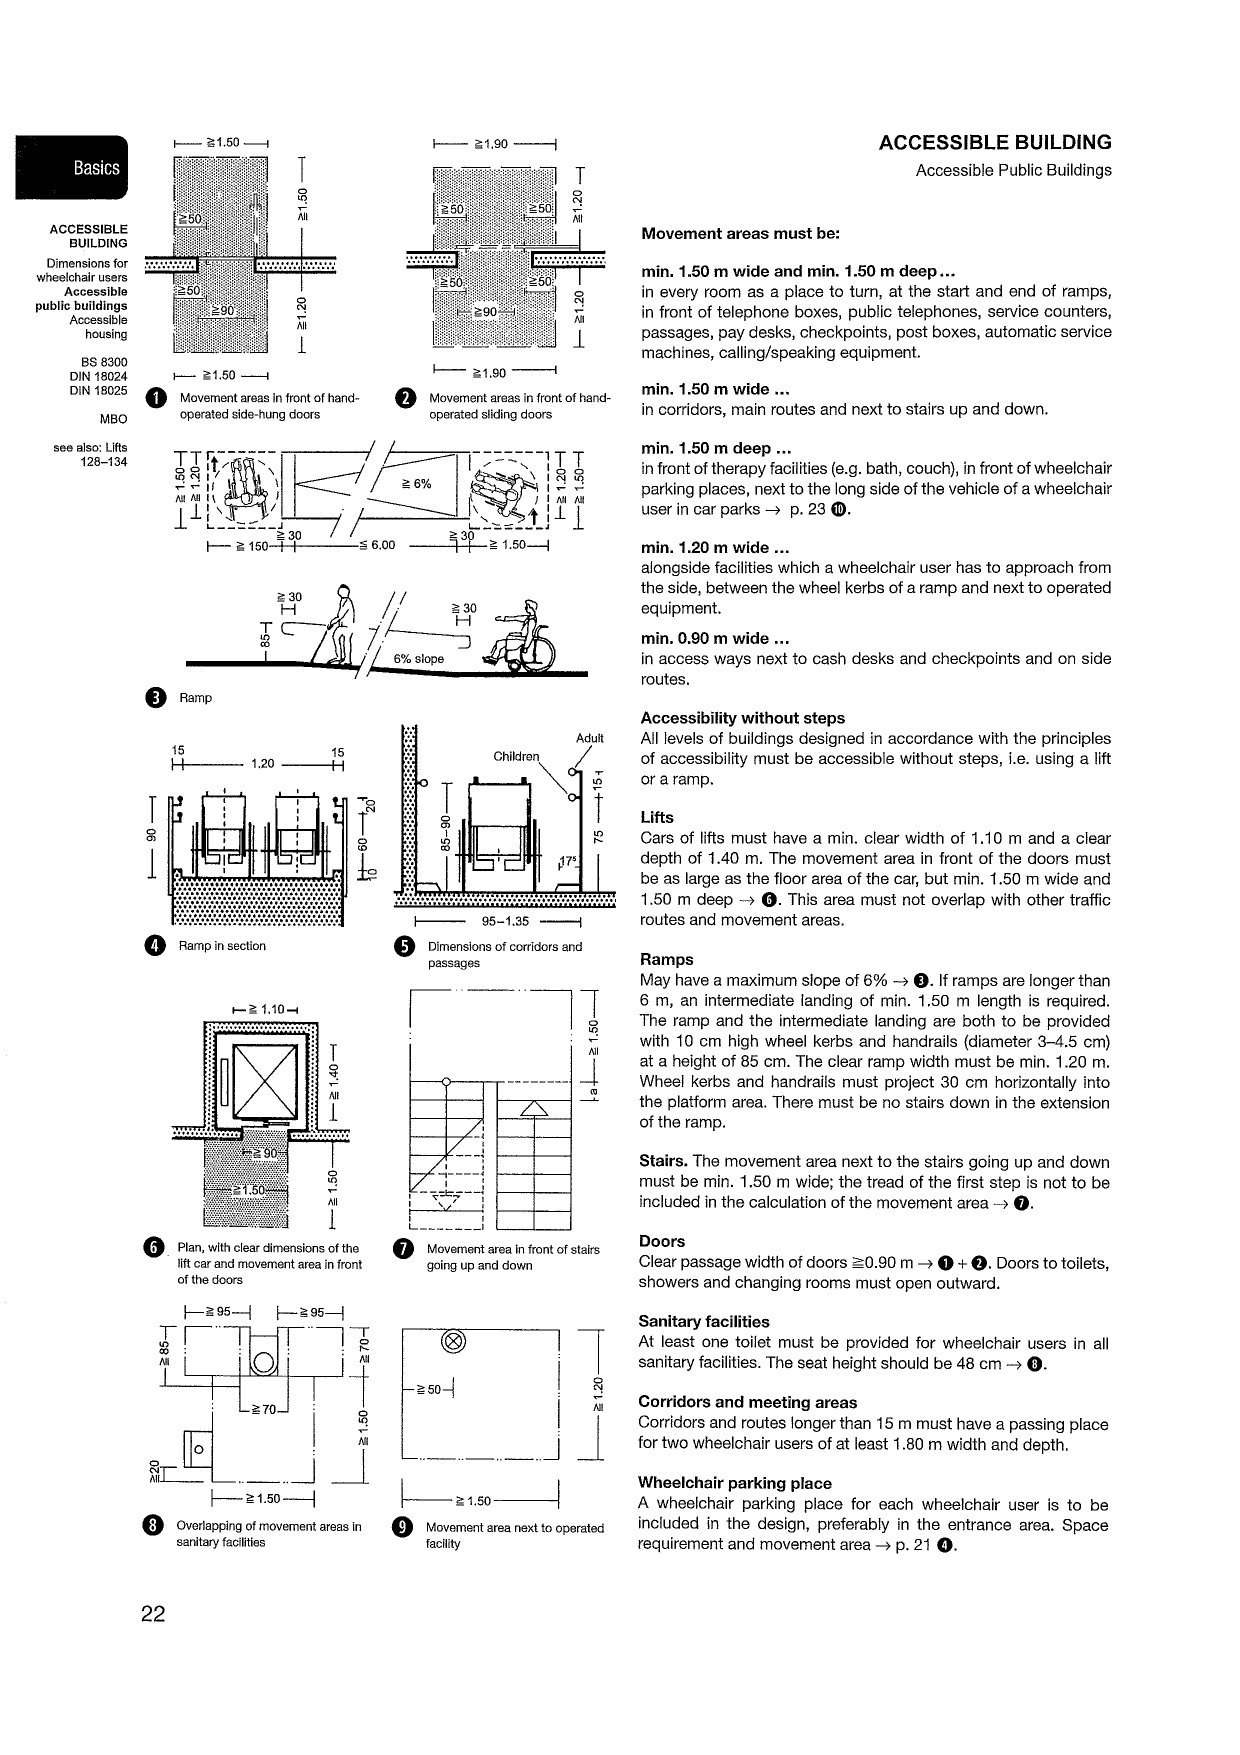 Basics
ACCESSIBLE
BUILDING
Dimensions for
wheelchair users
Accessible
public buildings
Accessible
housing
BS 8300
DIN 18024
DIN 18025
MBO
see also: Lifts
128–134
≧1.50
≧1.50
≧50
≧50
≧90
≧1.20
≧1.50
1 Movement areas in front of hand-
operated side-hung doors
≧1.90
≧1.20
≧50 ≧50
≧50 ≧50
≧90
≧1.20
≧1.90
2 Movement areas in front of hand-
operated sliding doors
≧1.50
≧1.20
≧ 6%
≧1.20
≧1.50
≧ 30
≧ 30
≧ 150
≦ 6.00
≧ 1.50
≧ 30
≧ 30
85
6% slope
3 Ramp
15
1.20
15
90
20
60
10
4 Ramp in section
Adult
Children
85–90
15
75
17⁵
95–1.35
5 Dimensions of corridors and
passages
≧ 1.10
≧ 1.40
≧ 90
≧1.50
≧ 1.50
6 Plan, with clear dimensions of the
lift car and movement area in front
of the doors
≧ 1.50
a
7 Movement area in front of stairs
going up and down
≧ 95
≧ 95
≧ 85
≧ 70
≧ 70
≧ 1.50
≧20
≧ 1.50
8 Overlapping of movement areas in
sanitary facilities
≧ 50
≧ 1.20
≧ 1.50
9 Movement area next to operated
facility
22
ACCESSIBLE BUILDING
Accessible Public Buildings
Movement areas must be:
min. 1.50 m wide and min. 1.50 m deep...
in every room as a place to turn, at the start and end of ramps,
in front of telephone boxes, public telephones, service counters,
passages, pay desks, checkpoints, post boxes, automatic service
machines, calling/speaking equipment.
min. 1.50 m wide ...
in corridors, main routes and next to stairs up and down.
min. 1.50 m deep ...
in front of therapy facilities (e.g. bath, couch), in front of wheelchair
parking places, next to the long side of the vehicle of a wheelchair
user in car parks → p. 23 ❿.
min. 1.20 m wide ...
alongside facilities which a wheelchair user has to approach from
the side, between the wheel kerbs of a ramp and next to operated
equipment.
min. 0.90 m wide ...
in access ways next to cash desks and checkpoints and on side
routes.
Accessibility without steps
All levels of buildings designed in accordance with the principles
of accessibility must be accessible without steps, i.e. using a lift
or a ramp.
Lifts
Cars of lifts must have a min. clear width of 1.10 m and a clear
depth of 1.40 m. The movement area in front of the doors must
be as large as the floor area of the car, but min. 1.50 m wide and
1.50 m deep → ❻. This area must not overlap with other traffic
routes and movement areas.
Ramps
May have a maximum slope of 6% → ❸. If ramps are longer than
6 m, an intermediate landing of min. 1.50 m length is required.
The ramp and the intermediate landing are both to be provided
with 10 cm high wheel kerbs and handrails (diameter 3–4.5 cm)
at a height of 85 cm. The clear ramp width must be min. 1.20 m.
Wheel kerbs and handrails must project 30 cm horizontally into
the platform area. There must be no stairs down in the extension
of the ramp.
Stairs. The movement area next to the stairs going up and down
must be min. 1.50 m wide; the tread of the first step is not to be
included in the calculation of the movement area → ❼.
Doors
Clear passage width of doors ≧0.90 m → ❶ + ❷. Doors to toilets,
showers and changing rooms must open outward.
Sanitary facilities
At least one toilet must be provided for wheelchair users in all
sanitary facilities. The seat height should be 48 cm → ❽.
Corridors and meeting areas
Corridors and routes longer than 15 m must have a passing place
for two wheelchair users of at least 1.80 m width and depth.
Wheelchair parking place
A wheelchair parking place for each wheelchair user is to be
included in the design, preferably in the entrance area. Space
requirement and movement area → p. 21 ❹.